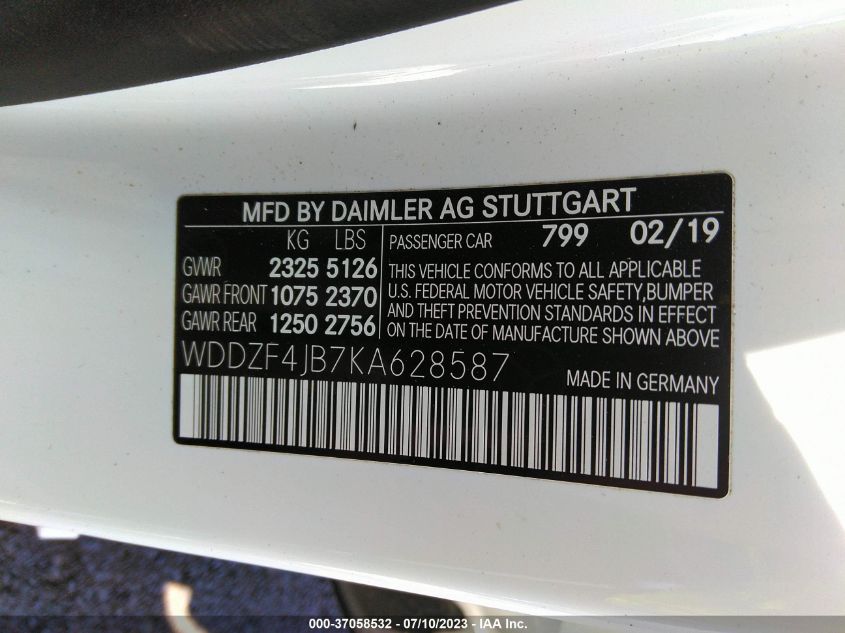 MFD BY DAIMLER AG STUTTGART
KG LBS
GVWR 2325 5126
GAWR FRONT 1075 2370
GAWR REAR 1250 2756
PASSENGER CAR 799 02/19
THIS VEHICLE CONFORMS TO ALL APPLICABLE
U.S. FEDERAL MOTOR VEHICLE SAFETY,BUMPER
AND THEFT PREVENTION STANDARDS IN EFFECT
ON THE DATE OF MANUFACTURE SHOWN ABOVE
WDDZF4JB7KA628587
MADE IN GERMANY
000-37058532 - 07/10/2023 - IAA Inc.